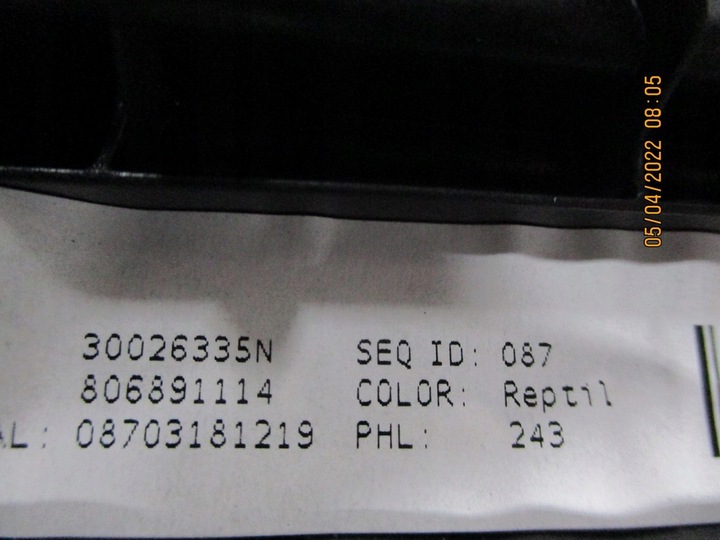 05/04/2022 08:05
30026335N SEQ ID: 087
806891114 COLOR: Reptil
AL: 08703181219 PHL: 243